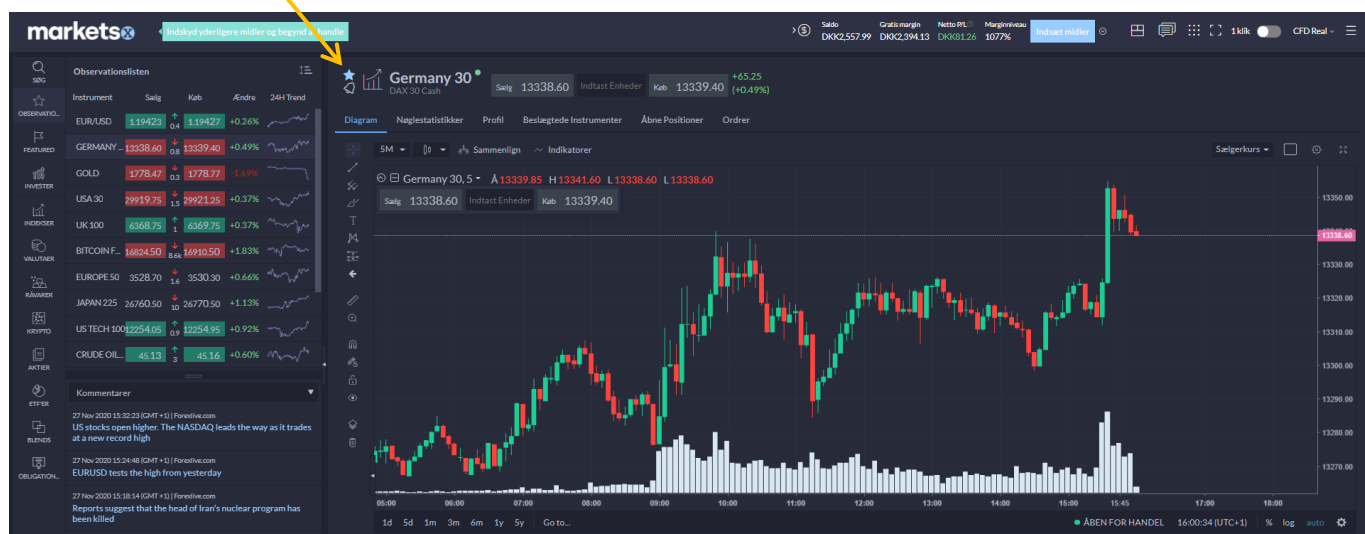 marketsx
Indskyd yderligere midler og begynd at handle
Saldo
DKK2,557.99
Gratis margin
DKK2,394.13
Netto P/L
DKK81.26
Marginniveau
1077%
Indsæt midler
1 klik
CFD Real
SØG
OBSERVATIO...
FEATURED
INVESTER
INDEKSER
VALUTAER
RÅVARER
KRYPTO
AKTIER
ETF'ER
BLENDS
OBLIGATION...
Observationslisten
Instrument Sælg Køb Ændre 24H Trend
EUR/USD 1.19423 0.4 1.19427 +0.26%
GERMANY ... 13338.60 0.8 13339.40 +0.49%
GOLD 1778.47 0.3 1778.77 -1.69%
USA 30 29919.75 1.5 29921.25 +0.37%
UK 100 6368.75 1 6369.75 +0.37%
BITCOIN F... 16824.50 8.6k 16910.50 +1.83%
EUROPE 50 3528.70 1.6 3530.30 +0.66%
JAPAN 225 26760.50 10 26770.50 +1.13%
US TECH 100 12254.05 0.9 12254.95 +0.92%
CRUDE OIL... 45.13 3 45.16 +0.60%
Kommentarer
27 Nov 2020 15:32:23 (GMT +1) | Forexlive.com
US stocks open higher. The NASDAQ leads the way as it trades
at a new record high
27 Nov 2020 15:24:48 (GMT +1) | Forexlive.com
EURUSD tests the high from yesterday
27 Nov 2020 15:18:14 (GMT +1) | Forexlive.com
Reports suggest that the head of Iran's nuclear program has
been killed
Germany 30
DAX 30 Cash
Sælg 13338.60 Indtast Enheder Køb 13339.40
+65.25
(+0.49%)
Diagram Nøglestatistikker Profil Beslægtede Instrumenter Åbne Positioner Ordrer
5M Sammenlign Indikatorer Sælgerkurs
Germany 30, 5 Å 13339.85 H 13341.60 L 13338.60 L 13338.60
Sælg 13338.60 Indtast Enheder Køb 13339.40
13350.00
13338.60
13330.00
13320.00
13310.00
13300.00
13290.00
13280.00
13270.00
05:00 06:00 07:00 08:00 09:00 10:00 11:00 12:00 13:00 14:00 15:00 15:45 17:00 18:00
1d 5d 1m 3m 6m 1y 5y Go to...
ÅBEN FOR HANDEL 16:00:34 (UTC+1) % log auto